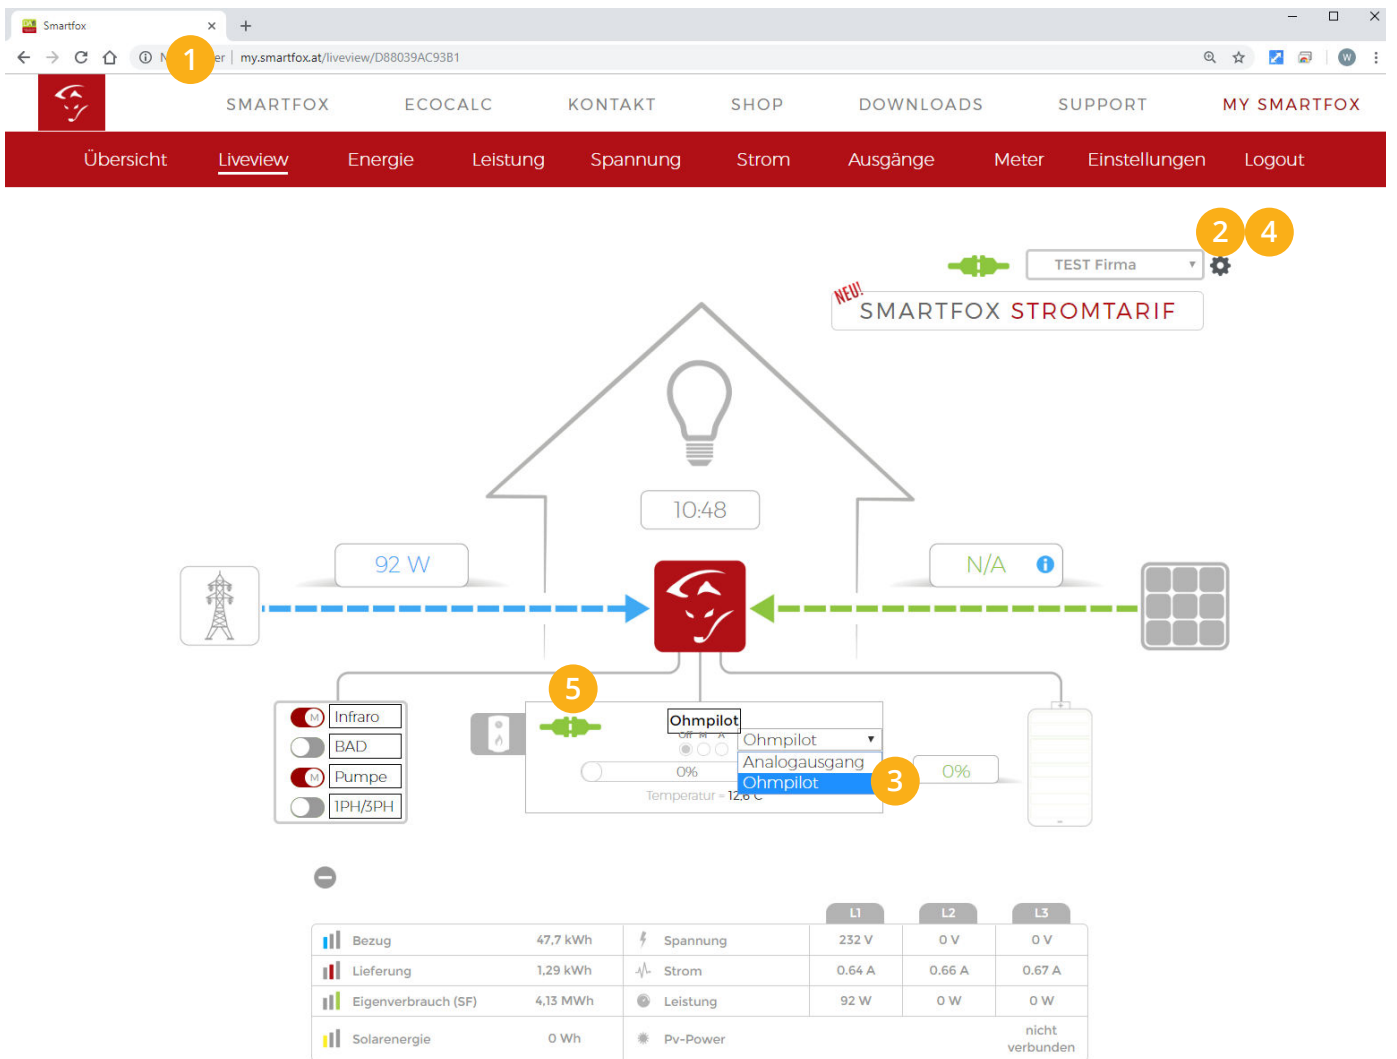 Smartfox
1
my.smartfox.at/liveview/D88039AC93B1
W
SMARTFOX ECOCALC KONTAKT SHOP DOWNLOADS SUPPORT MY SMARTFOX
Übersicht Liveview Energie Leistung Spannung Strom Ausgänge Meter Einstellungen Logout
2 4
TEST Firma
NEU!
SMARTFOX STROMTARIF
10:48
92 W
N/A
5
M Infraro
BAD
M Pumpe
1PH/3PH
Ohmpilot
Off M A
Ohmpilot
Analogausgang
Ohmpilot
3
0%
Temperatur = 12,6 C
0%
L1 L2 L3
Bezug 47,7 kWh Spannung 232 V 0 V 0 V
Lieferung 1,29 kWh Strom 0.64 A 0.66 A 0.67 A
Eigenverbrauch (SF) 4,13 MWh Leistung 92 W 0 W 0 W
Solarenergie 0 Wh Pv-Power nicht
verbunden